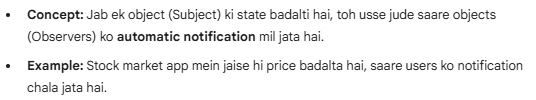 • Concept: Jab ek object (Subject) ki state badalti hai, toh usse jude saare objects
(Observers) ko automatic notification mil jata hai.
• Example: Stock market app mein jaise hi price badalta hai, saare users ko notification
chala jata hai.